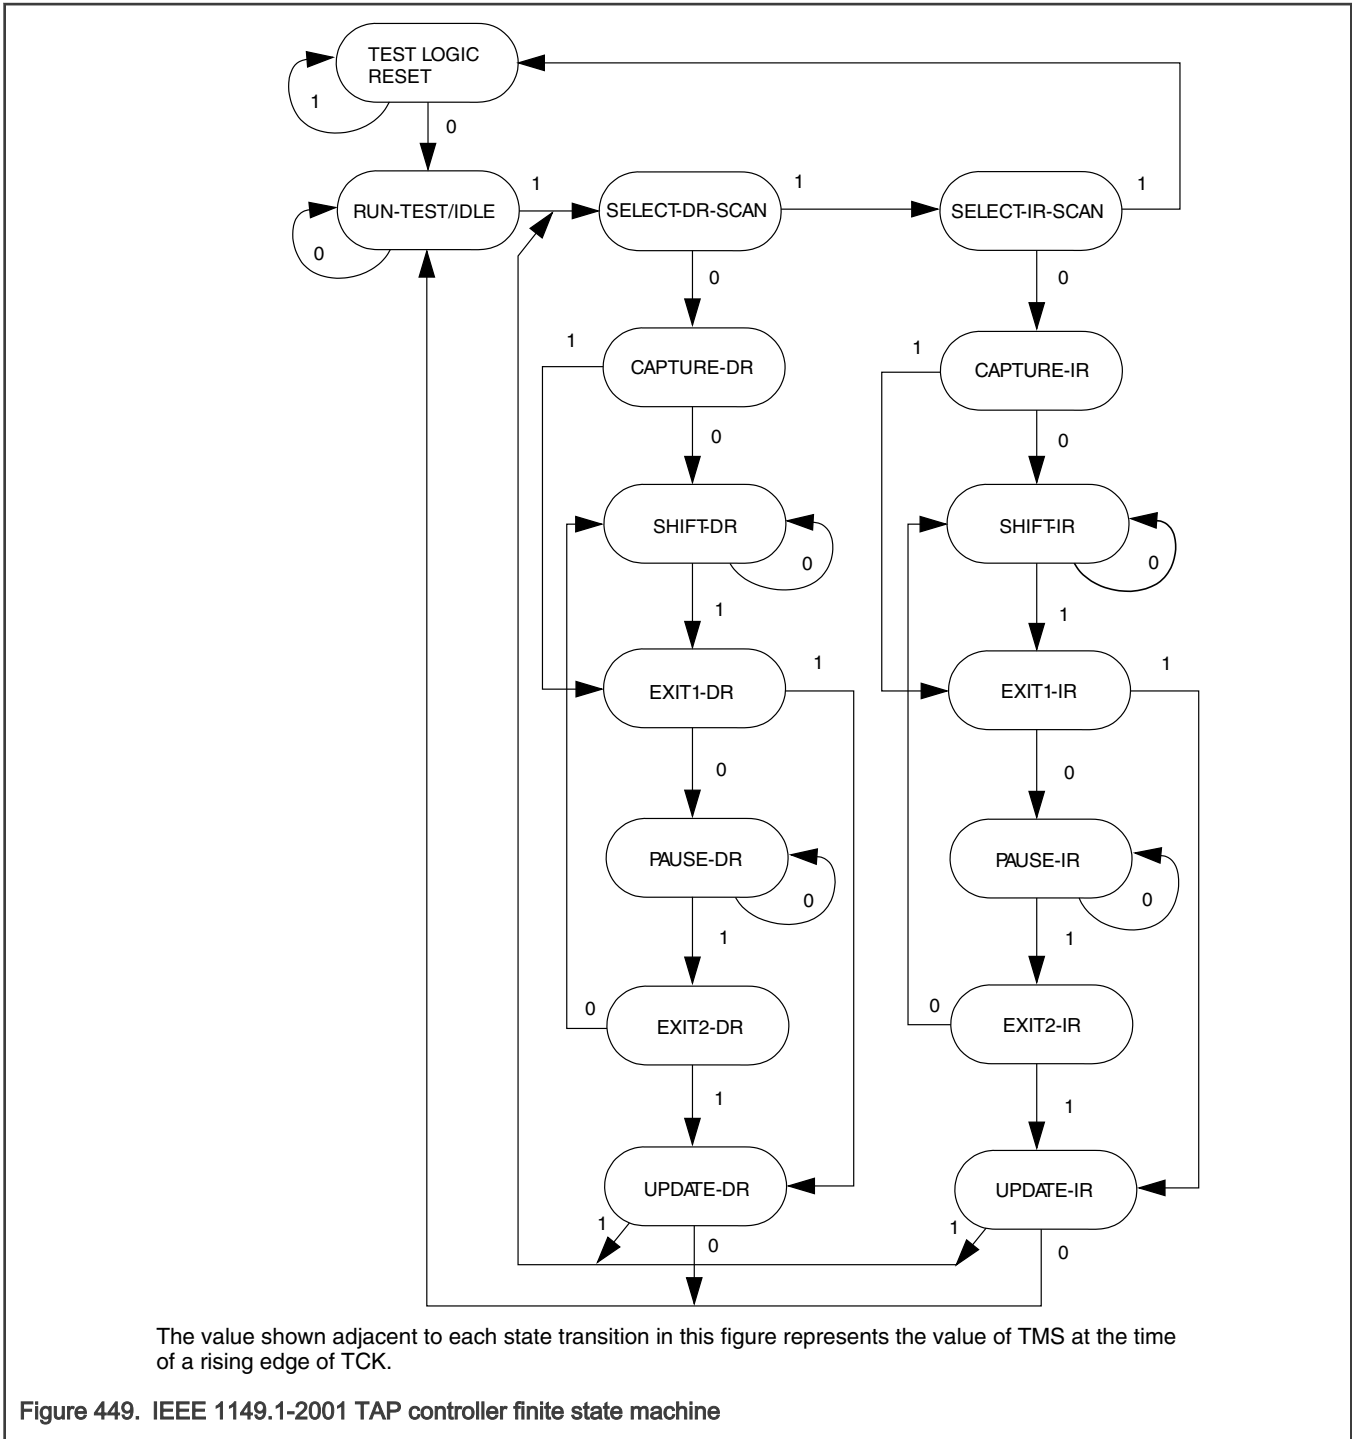 TEST LOGIC
RESET
1
0
RUN-TEST/IDLE
0
1
SELECT-DR-SCAN
1
SELECT-IR-SCAN
1
0
0
1
CAPTURE-DR
1
CAPTURE-IR
0
0
SHIFT-DR
0
SHIFT-IR
0
1
1
EXIT1-DR
1
EXIT1-IR
1
0
0
PAUSE-DR
0
PAUSE-IR
0
1
1
0
EXIT2-DR
0
EXIT2-IR
1
1
UPDATE-DR
UPDATE-IR
1
0
1
0
The value shown adjacent to each state transition in this figure represents the value of TMS at the time
of a rising edge of TCK.
Figure 449. IEEE 1149.1-2001 TAP controller finite state machine